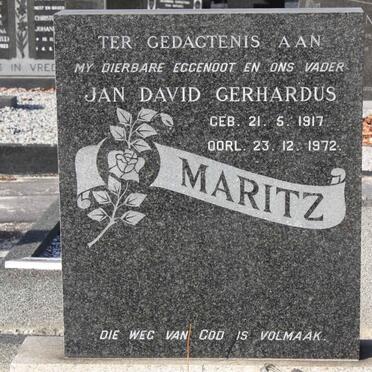 TER GEDAGTENIS AAN
MY DIERBARE EGGENOOT EN ONS VADER
JAN DAVID GERHARDUS
GEB. 21. 5. 1917
OORL. 23. 12. 1972.
MARITZ
DIE WEG VAN GOD IS VOLMAAK.